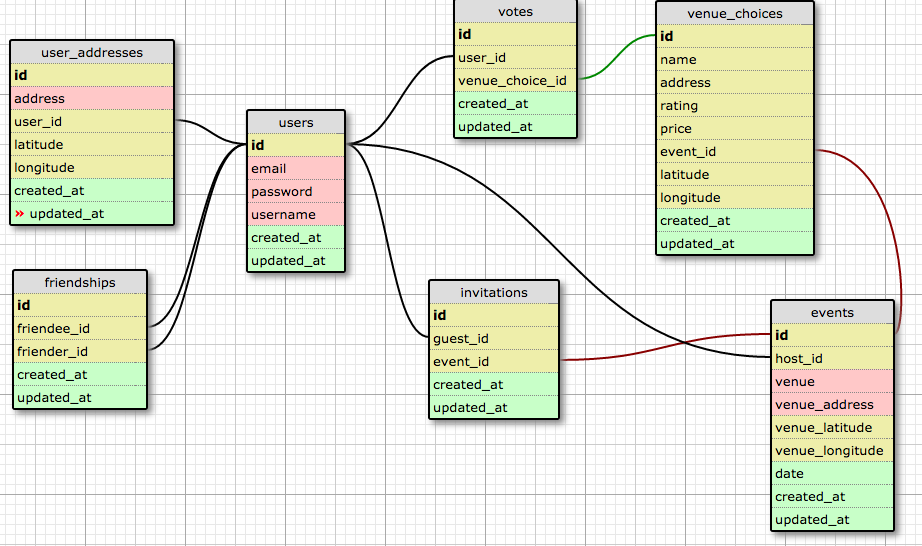 user_addresses
id
address
user_id
latitude
longitude
created_at
» updated_at
friendships
id
friendee_id
friender_id
created_at
updated_at
users
id
email
password
username
created_at
updated_at
votes
id
user_id
venue_choice_id
created_at
updated_at
invitations
id
guest_id
event_id
created_at
updated_at
venue_choices
id
name
address
rating
price
event_id
latitude
longitude
created_at
updated_at
events
id
host_id
venue
venue_address
venue_latitude
venue_longitude
date
created_at
updated_at